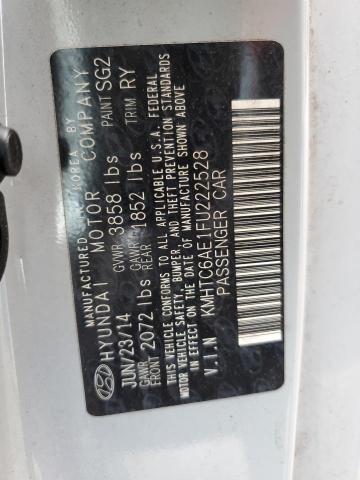 MANUFACTURED IN KOREA BY
HYUNDAI MOTOR COMPANY
JUN/23/14 GVWR 3858 lbs PAINT SG2
GAWR FRONT 2072 lbs GAWR REAR 1852 lbs TRIM RY
THIS VEHICLE CONFORMS TO ALL APPLICABLE U.S.A. FEDERAL
MOTOR VEHICLE SAFETY, BUMPER, AND THEFT PREVENTION STANDARDS
IN EFFECT ON THE DATE OF MANUFACTURE SHOWN ABOVE
V.I.N KMHTC6AE1FU222528
PASSENGER CAR